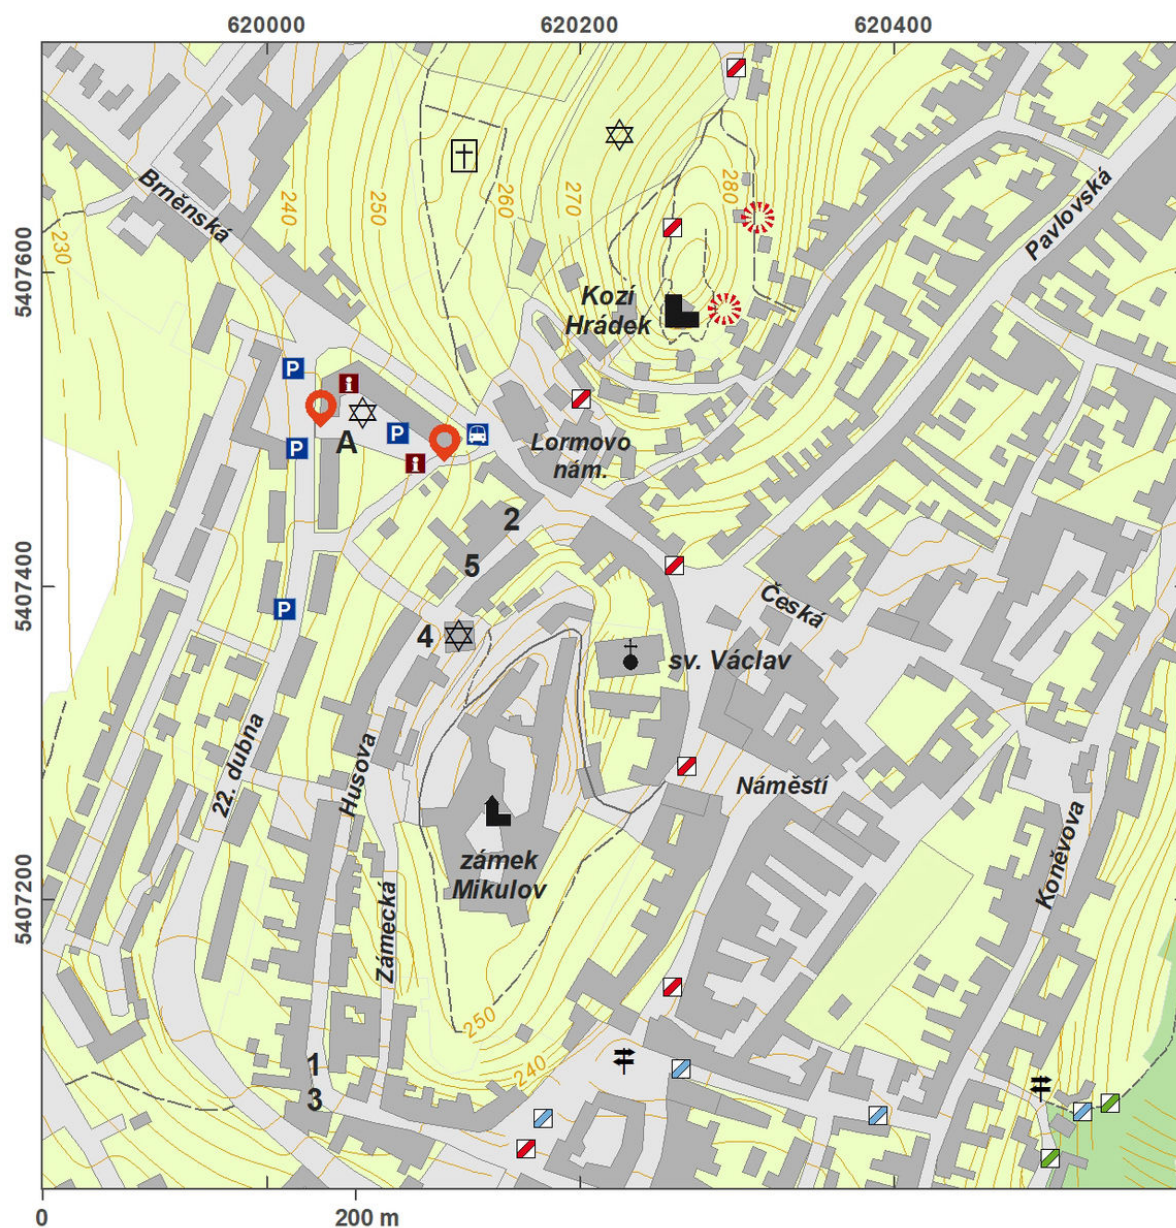 620000
620200
620400
5407600
5407400
5407200
Brněnská
240
250
260
270
280
230
Pavlovská
Kozí
Hrádek
P
i
A
P
P
i
Lormovo
nám.
2
5
P
Česká
4
sv. Václav
22. dubna
Husova
Náměstí
zámek
Mikulov
Koněvova
Zámecká
250
240
1
3
0
200 m